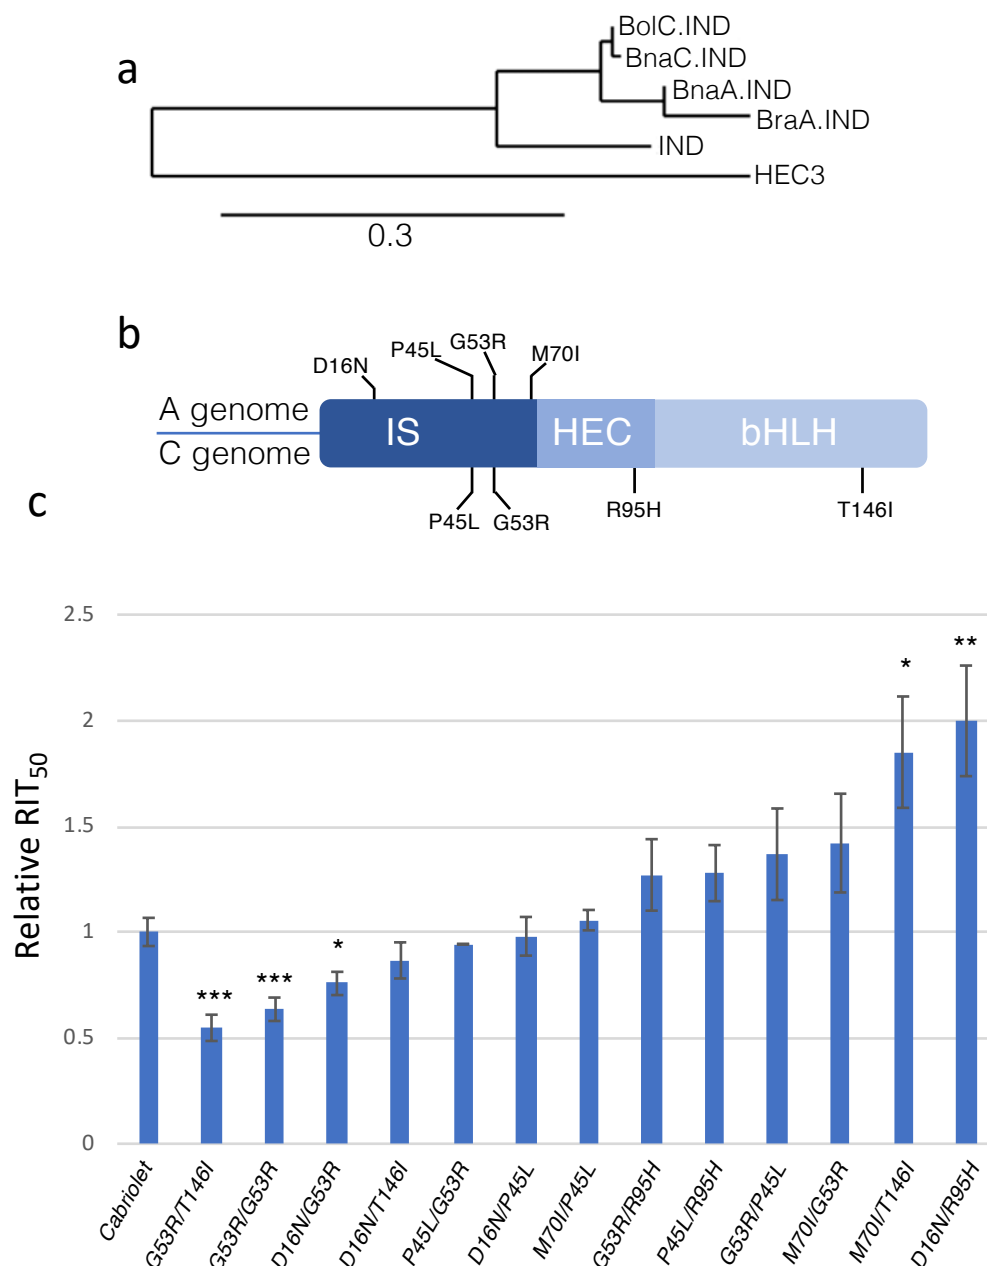 a
BolC.IND
BnaC.IND
BnaA.IND
BraA.IND
IND
HEC3
0.3
b
D16N
P45L
G53R
M70I
A genome
C genome
IS
HEC
bHLH
P45L
G53R
R95H
T146I
c
Relative RIT50
2.5
2
1.5
1
0.5
0
***
***
*
*
**
Cabriolet
G53R/T146I
G53R/G53R
D16N/G53R
D16N/T146I
P45L/G53R
D16N/P45L
M70I/P45L
G53R/R95H
P45L/R95H
G53R/P45L
M70I/G53R
M70I/T146I
D16N/R95H